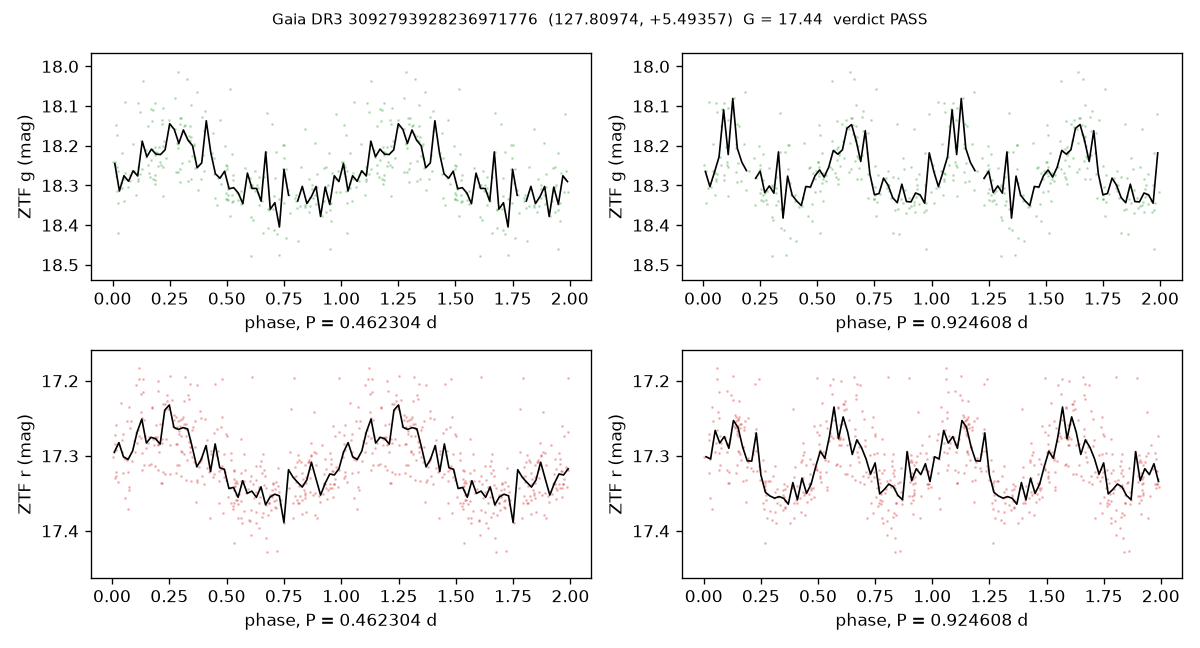 Gaia DR3 3092793928236971776 (127.80974, +5.49357) G = 17.44 verdict PASS
ZTF g (mag)
18.0
18.1
18.2
18.3
18.4
18.5
0.00 0.25 0.50 0.75 1.00 1.25 1.50 1.75 2.00
phase, P = 0.462304 d
ZTF g (mag)
18.0
18.1
18.2
18.3
18.4
18.5
0.00 0.25 0.50 0.75 1.00 1.25 1.50 1.75 2.00
phase, P = 0.924608 d
ZTF r (mag)
17.2
17.3
17.4
0.00 0.25 0.50 0.75 1.00 1.25 1.50 1.75 2.00
phase, P = 0.462304 d
ZTF r (mag)
17.2
17.3
17.4
0.00 0.25 0.50 0.75 1.00 1.25 1.50 1.75 2.00
phase, P = 0.924608 d